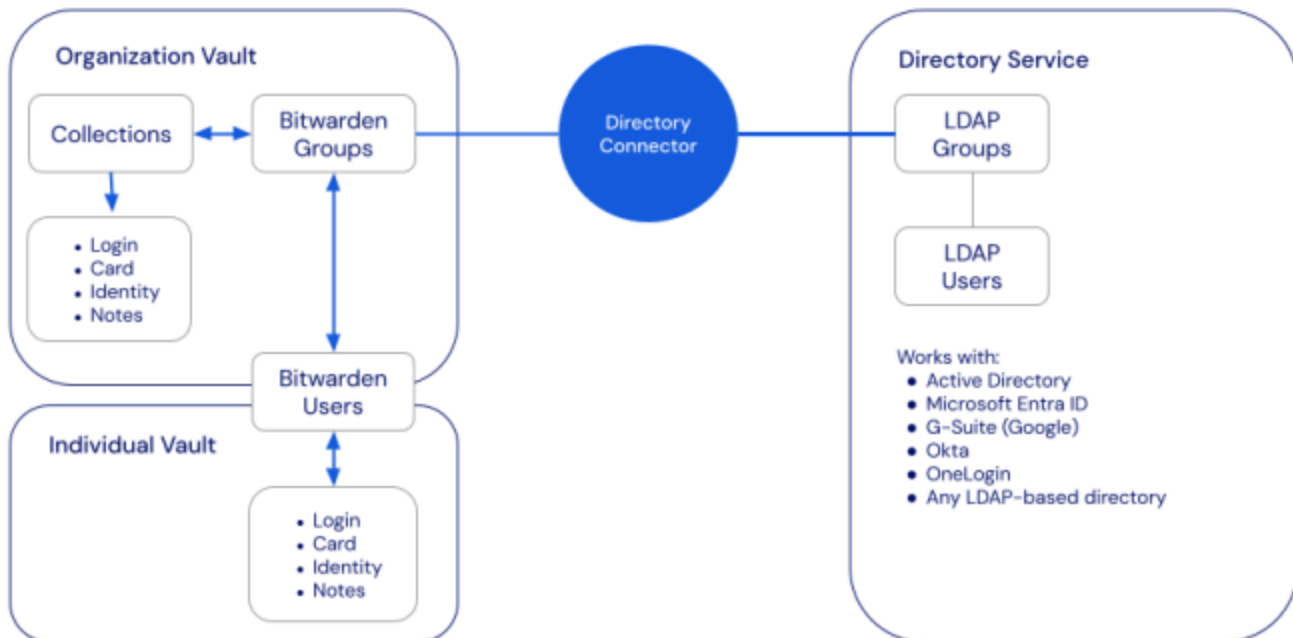 Organization Vault
Collections
Bitwarden
Groups
• Login
• Card
• Identity
• Notes
Bitwarden
Users
Individual Vault
• Login
• Card
• Identity
• Notes
Directory
Connector
Directory Service
LDAP
Groups
LDAP
Users
Works with:
• Active Directory
• Microsoft Entra ID
• G-Suite (Google)
• Okta
• OneLogin
• Any LDAP-based directory